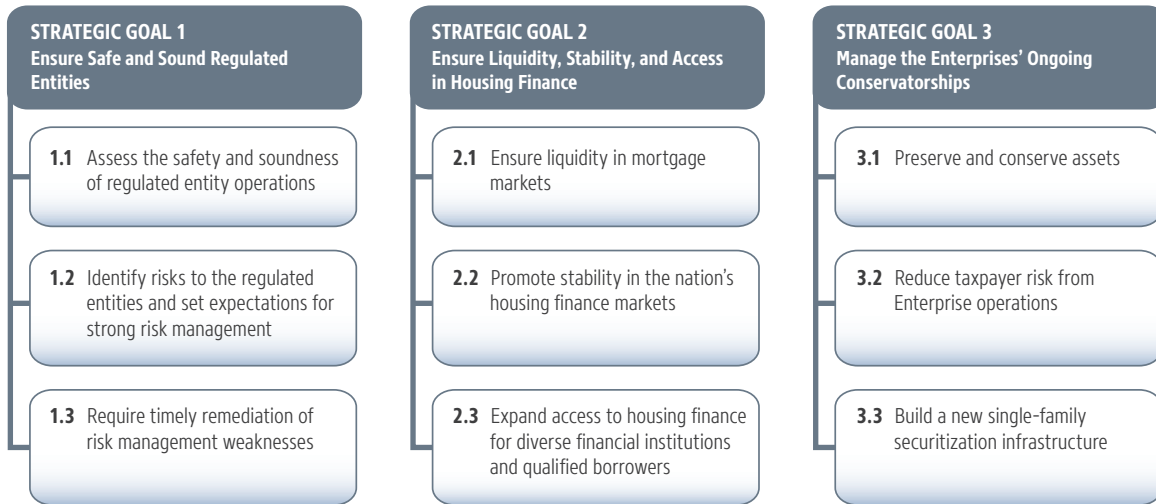 STRATEGIC GOAL 1
Ensure Safe and Sound Regulated
Entities
1.1 Assess the safety and soundness
of regulated entity operations
1.2 Identify risks to the regulated
entities and set expectations for
strong risk management
1.3 Require timely remediation of
risk management weaknesses
STRATEGIC GOAL 2
Ensure Liquidity, Stability, and Access
in Housing Finance
2.1 Ensure liquidity in mortgage
markets
2.2 Promote stability in the nation's
housing finance markets
2.3 Expand access to housing finance
for diverse financial institutions
and qualified borrowers
STRATEGIC GOAL 3
Manage the Enterprises' Ongoing
Conservatorships
3.1 Preserve and conserve assets
3.2 Reduce taxpayer risk from
Enterprise operations
3.3 Build a new single-family
securitization infrastructure